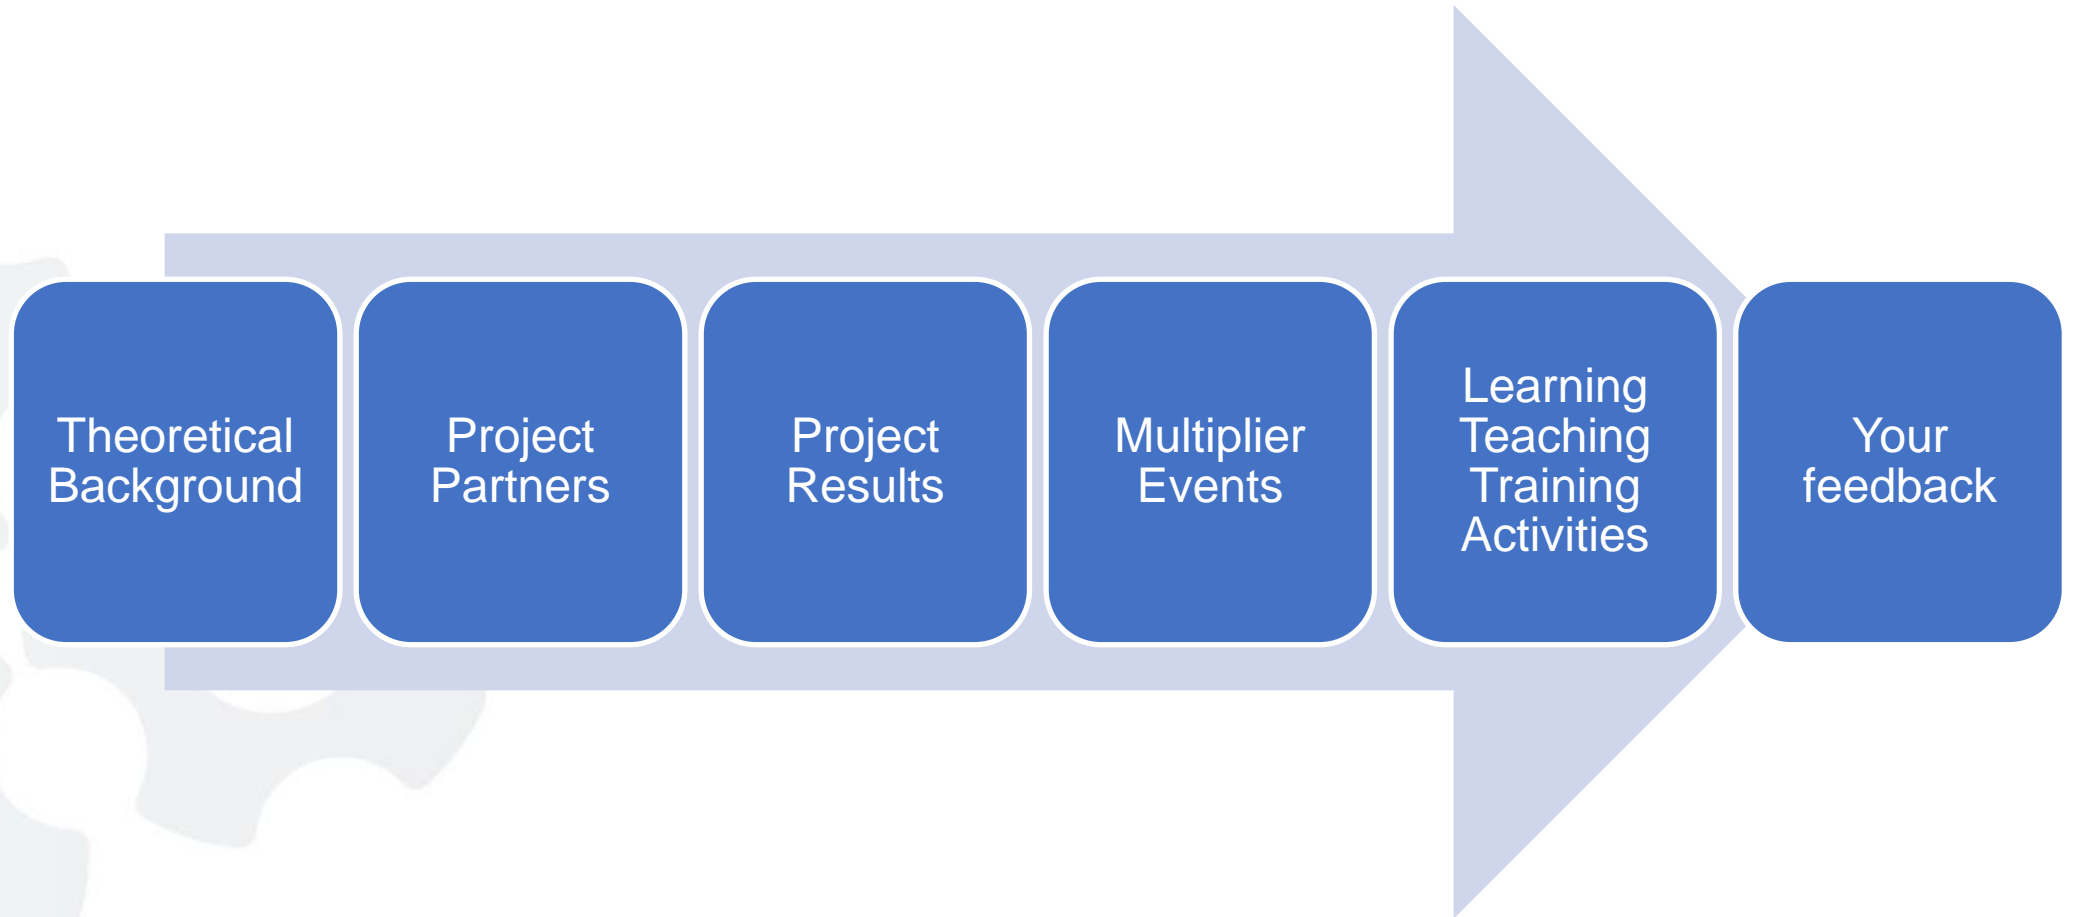 Theoretical
Background
Project
Partners
Project
Results
Multiplier
Events
Learning
Teaching
Training
Activities
Your
feedback